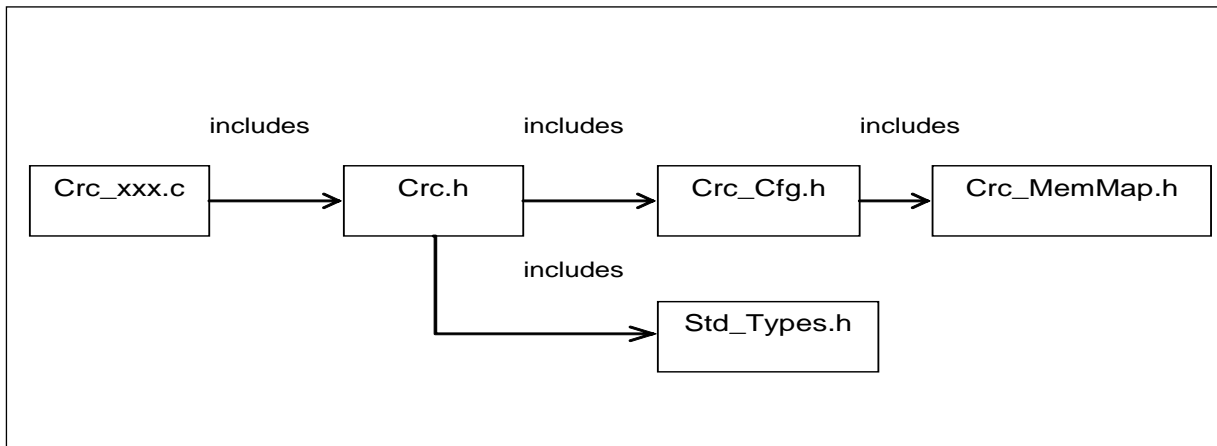 includes
includes
includes
Crc_xxx.c
Crc.h
Crc_Cfg.h
Crc_MemMap.h
includes
Std_Types.h